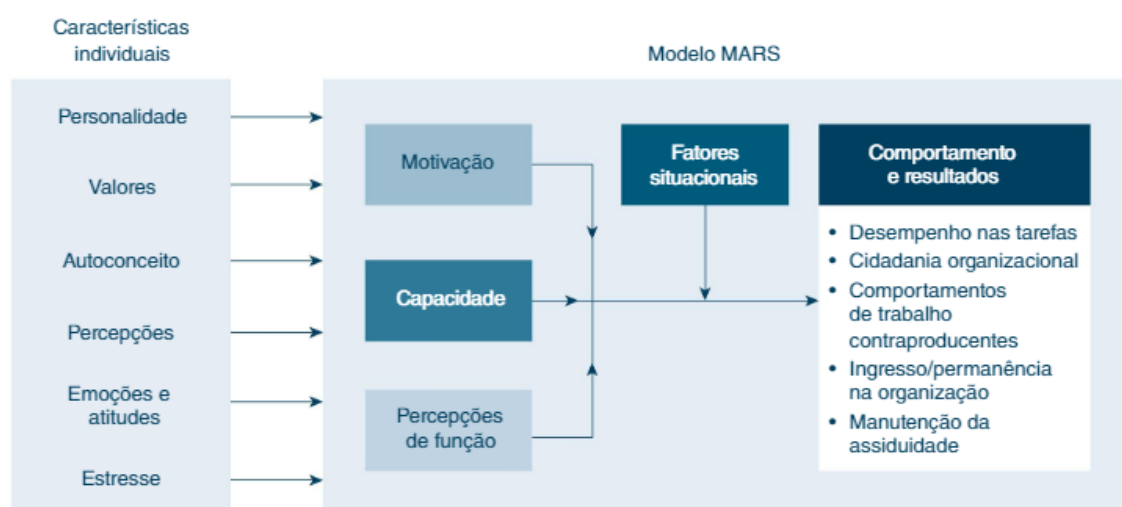 Características
individuais
Modelo MARS
Personalidade
Valores
Autoconceito
Percepções
Emoções e
atitudes
Estresse
Motivação
Capacidade
Percepções
de função
Fatores
situacionais
Comportamento
e resultados
• Desempenho nas tarefas
• Cidadania organizacional
• Comportamentos
de trabalho
contraproducentes
• Ingresso/permanência
na organização
• Manutenção da
assiduidade